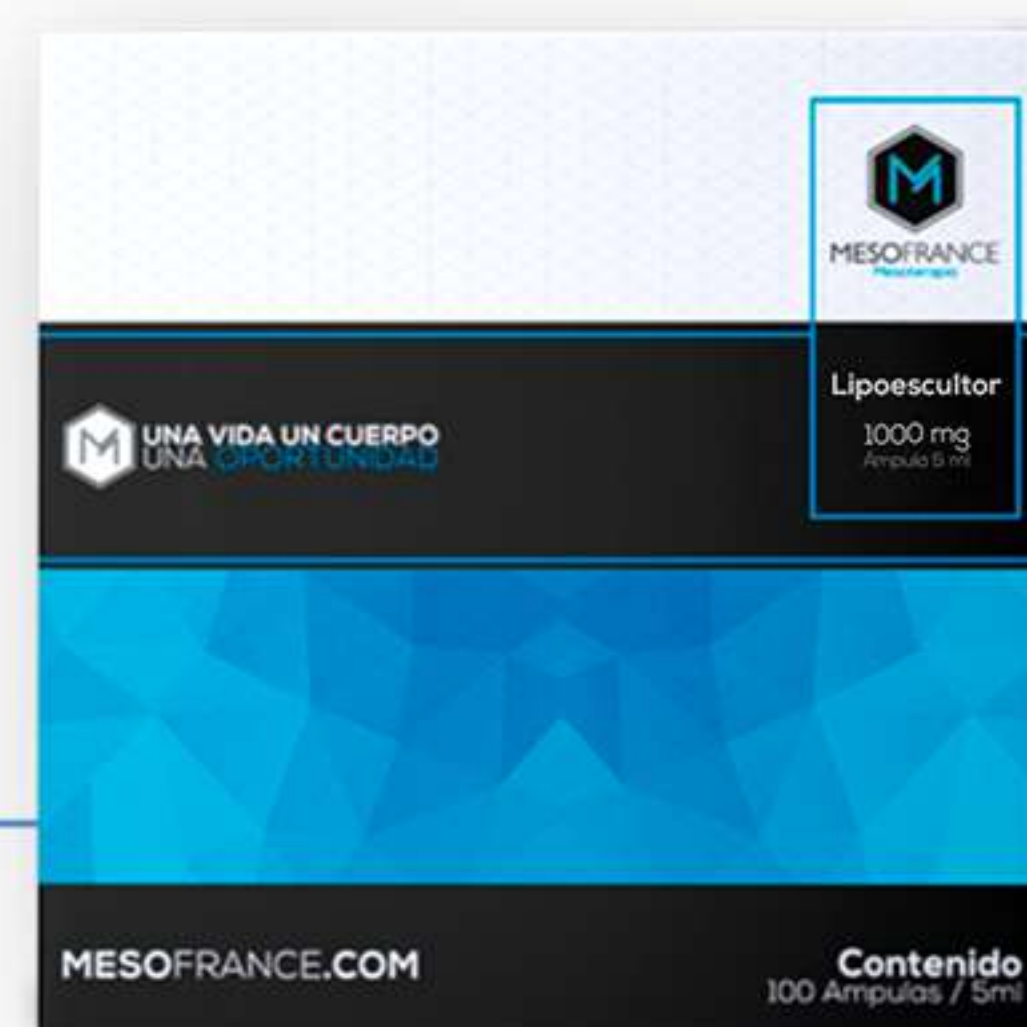 MESOFRANCE
Mesoterapia
Lipoescultor
1000 mg
Ampula 5 ml
UNA VIDA UN CUERPO
UNA OPORTUNIDAD
MESOFRANCE.COM
Contenido
100 Ampulas / 5ml